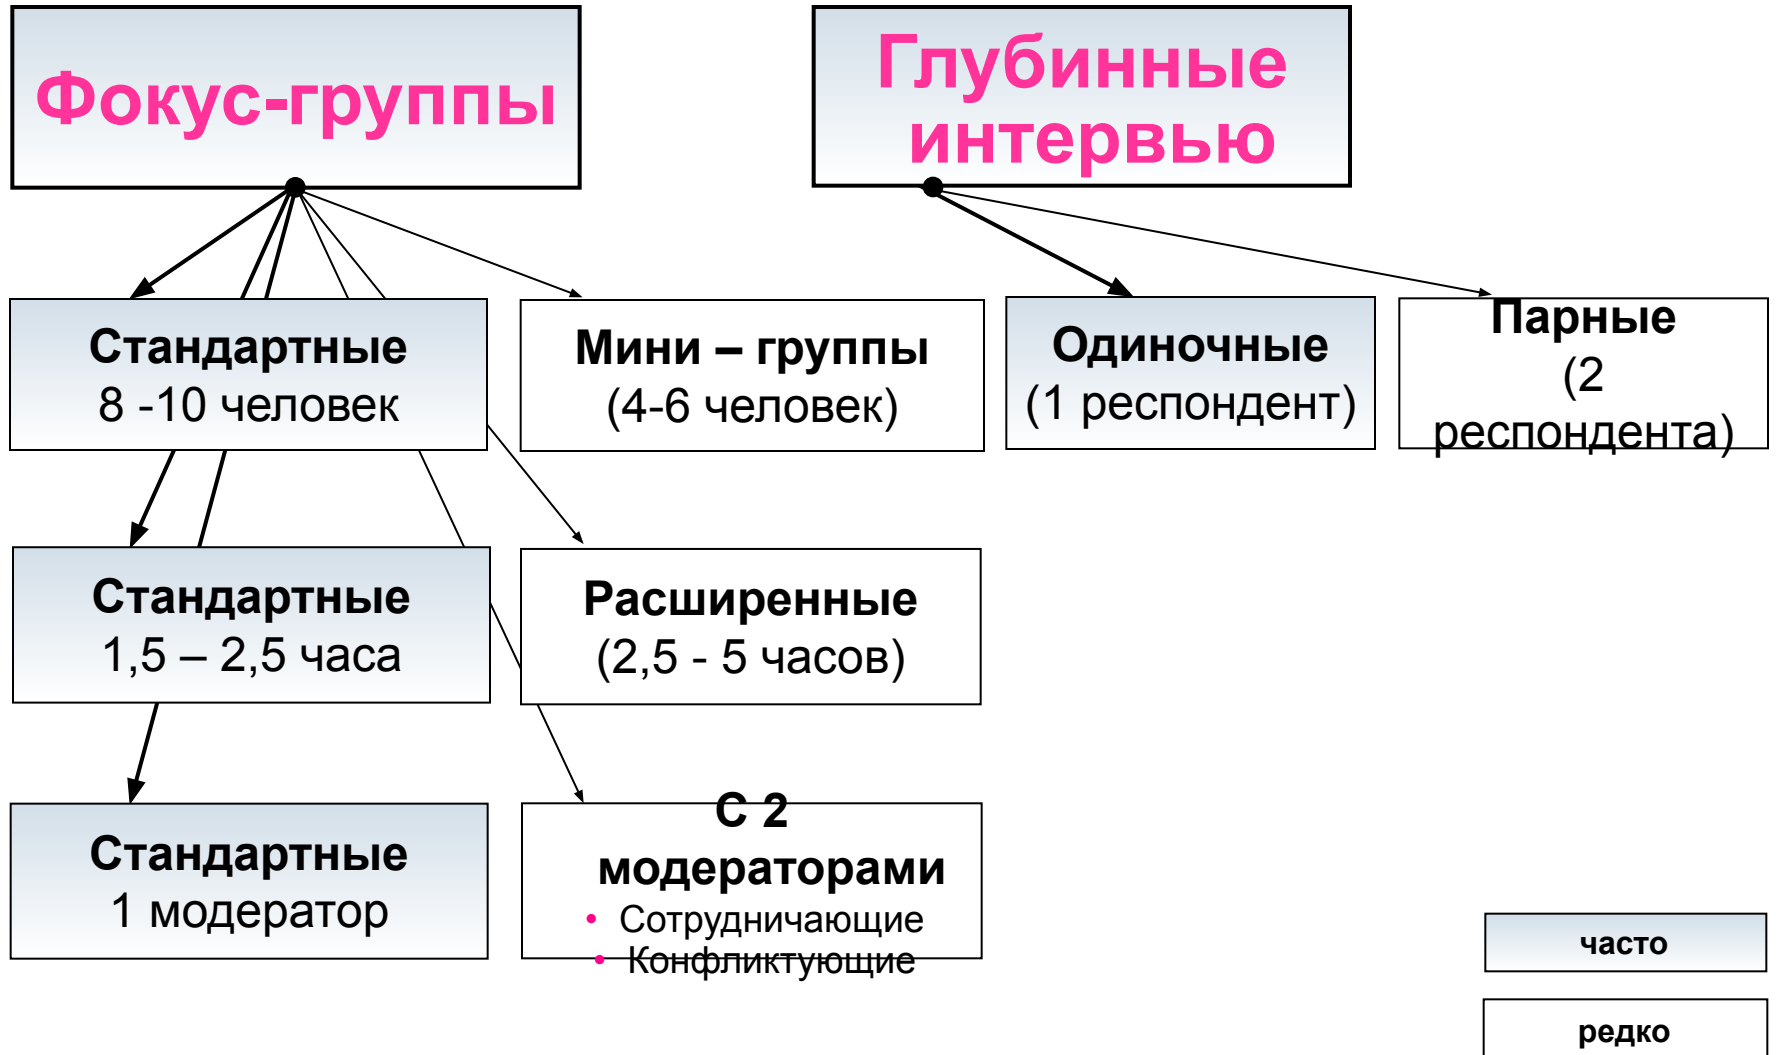 Фокус-группы
Глубинные
интервью
Стандартные
8 -10 человек
Мини – группы
(4-6 человек)
Одиночные
(1 респондент)
Парные
(2
респондента)
Стандартные
1,5 – 2,5 часа
Расширенные
(2,5 - 5 часов)
Стандартные
1 модератор
С 2
модераторами
• Сотрудничающие
• Конфликтующие
часто
редко